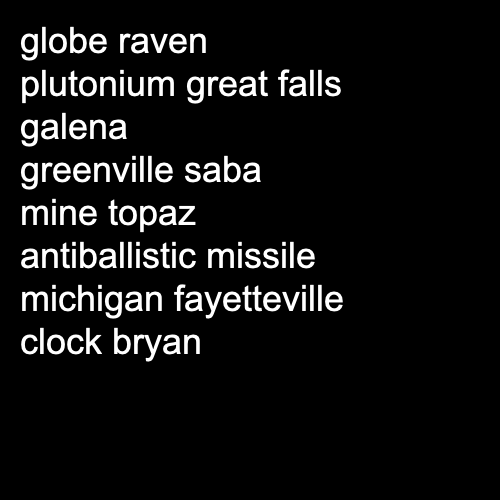 globe raven
plutonium great falls
galena
greenville saba
mine topaz
antiballistic missile
michigan fayetteville
clock bryan